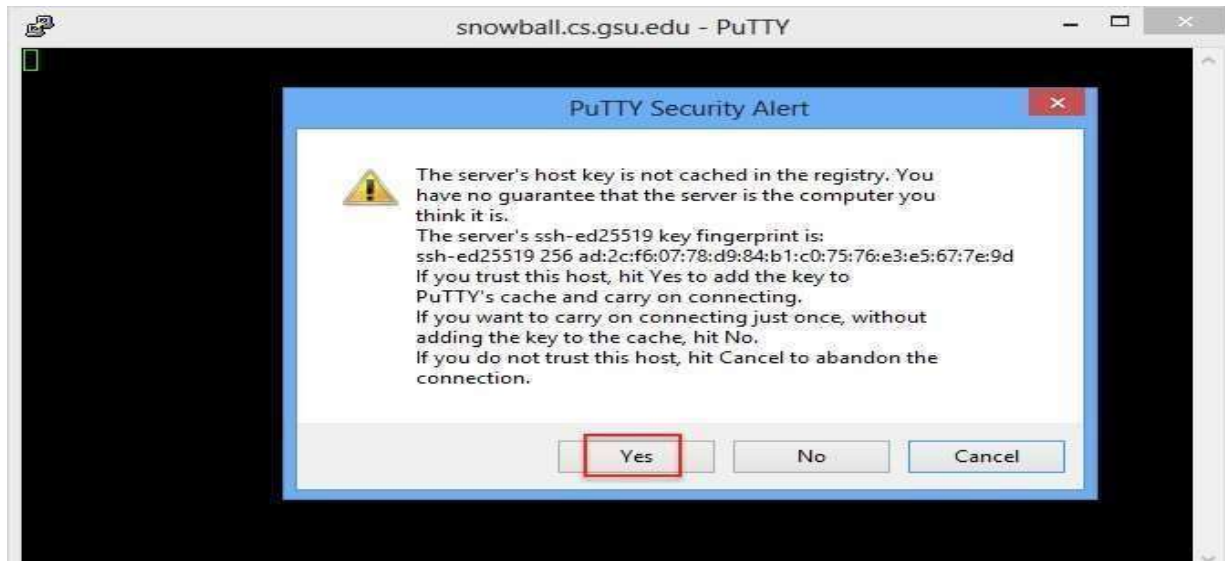 snowball.cs.gsu.edu - PuTTY
PuTTY Security Alert
The server's host key is not cached in the registry. You
have no guarantee that the server is the computer you
think it is.
The server's ssh-ed25519 key fingerprint is:
ssh-ed25519 256 ad:2c:f6:07:78:d9:84:b1:c0:75:76:e3:e5:67:7e:9d
If you trust this host, hit Yes to add the key to
PuTTY's cache and carry on connecting.
If you want to carry on connecting just once, without
adding the key to the cache, hit No.
If you do not trust this host, hit Cancel to abandon the
connection.
Yes No Cancel